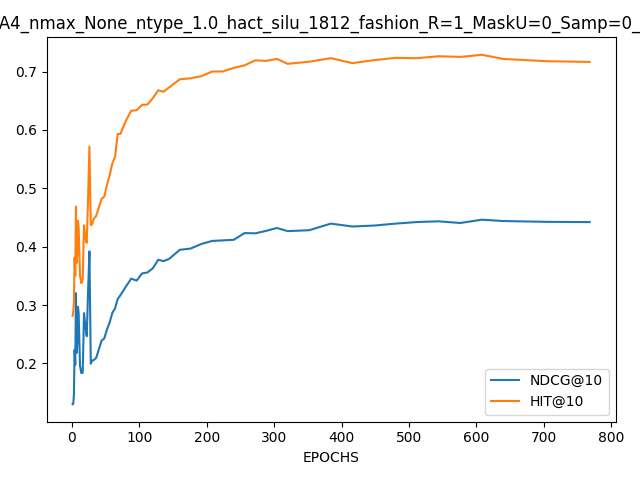 A4_nmax_None_ntype_1.0_hact_silu_1812_fashion_R=1_MaskU=0_Samp=0_
0.7
0.6
0.5
0.4
0.3
0.2
NDCG@10
HIT@10
0 100 200 300 400 500 600 700 800
EPOCHS